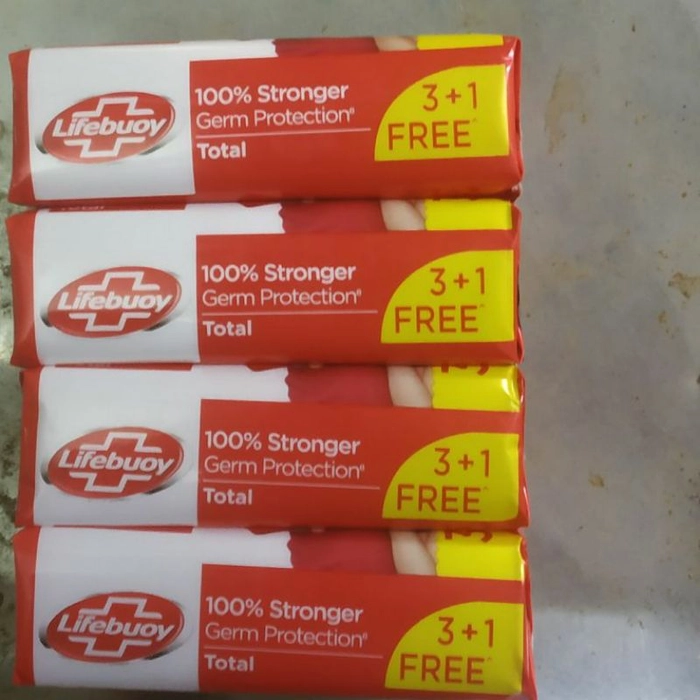 Lifebuoy
100% Stronger
Germ Protection#
Total
3+1
FREE^
Lifebuoy
100% Stronger
Germ Protection#
Total
3+1
FREE^
Lifebuoy
100% Stronger
Germ Protection#
Total
3+1
FREE^
Lifebuoy
100% Stronger
Germ Protection#
Total
3+1
FREE^